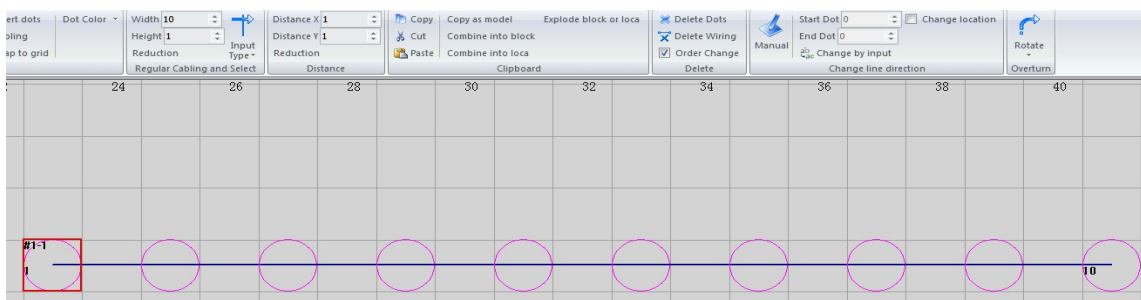 ert dots Dot Color Width 10 Distance X 1 Copy Copy as model Explode block or loca Delete Dots Start Dot 0 Change location
bling Height 1 Input Type Distance Y 1 Cut Combine into block Delete Wiring Manual End Dot 0 Rotate
ap to grid Reduction Reduction Paste Combine into loca Order Change Change by input
Regular Cabling and Select Distance Clipboard Delete Change line direction Overturn
24 26 28 30 32 34 36 38 40
#1-1
1 10